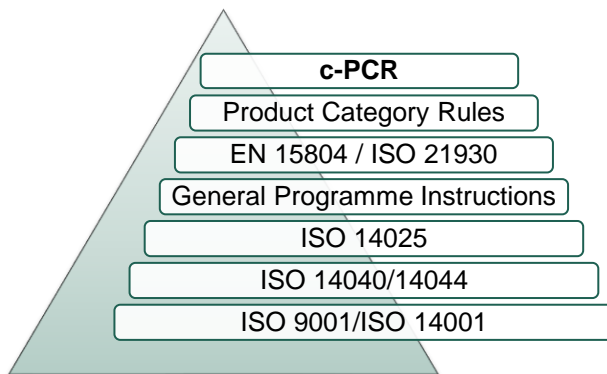 c-PCR
Product Category Rules
EN 15804 / ISO 21930
General Programme Instructions
ISO 14025
ISO 14040/14044
ISO 9001/ISO 14001